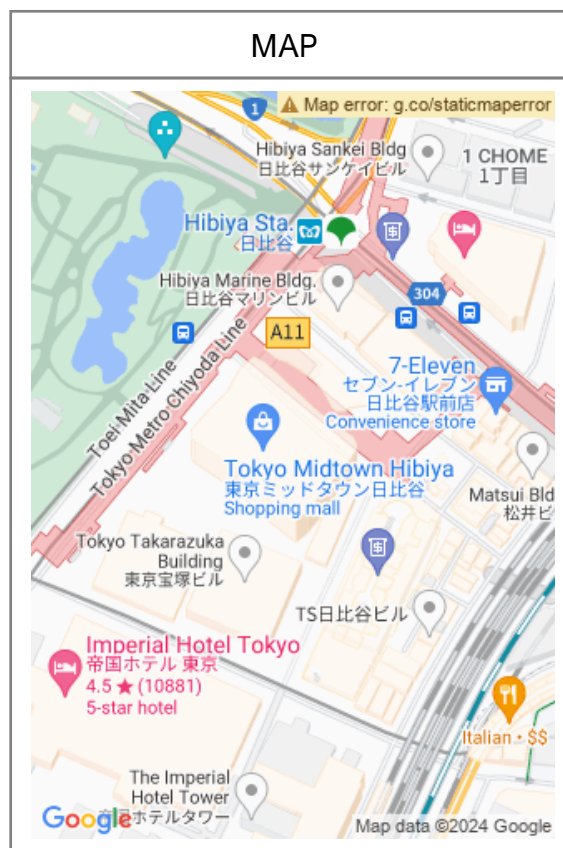 MAP
Map error: g.co/staticmaperror
1
Hibiya Sankei Bldg
日比谷サンケイビル
1 CHOME
1丁目
Hibiya Sta.
日比谷
Hibiya Marine Bldg.
日比谷マリンビル
304
A11
7-Eleven
セブン-イレブン
日比谷駅前店
Convenience store
Toei Mita Line
Tokyo Metro Chiyoda Line
Tokyo Midtown Hibiya
東京ミッドタウン日比谷
Shopping mall
Matsui Bld
松井ビ
Tokyo Takarazuka
Building
東京宝塚ビル
TS日比谷ビル
Imperial Hotel Tokyo
帝国ホテル 東京
4.5 ★ (10881)
5-star hotel
Italian • $$
The Imperial
Hotel Tower
ホテルタワー
Google
Map data ©2024 Google